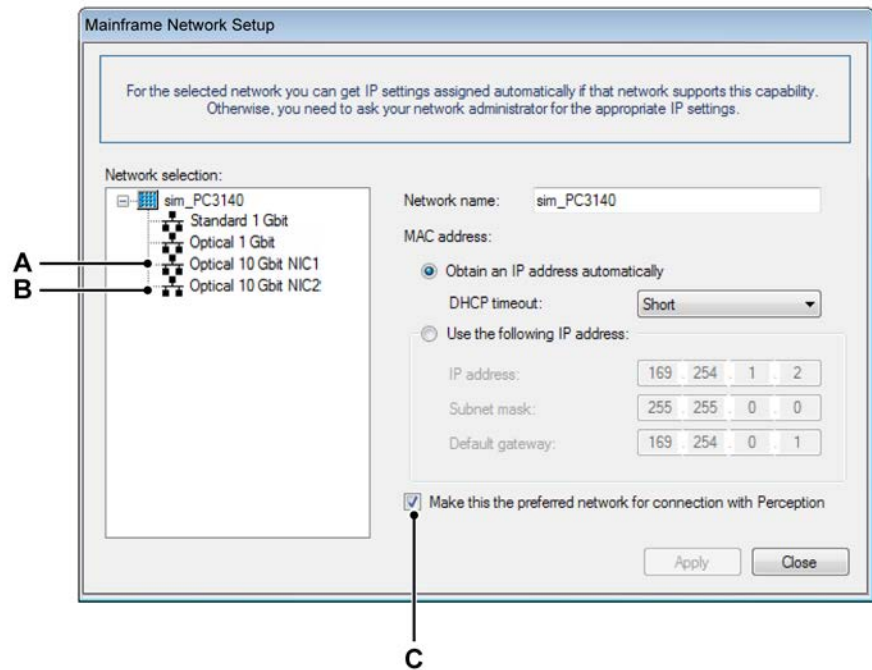 Mainframe Network Setup
For the selected network you can get IP settings assigned automatically if that network supports this capability.
Otherwise, you need to ask your network administrator for the appropriate IP settings.
Network selection:
sim_PC3140
Standard 1 Gbit
Optical 1 Gbit
A Optical 10 Gbit NIC1
B Optical 10 Gbit NIC2
Network name: sim_PC3140
MAC address:
Obtain an IP address automatically
DHCP timeout: Short
Use the following IP address:
IP address: 169 . 254 . 1 . 2
Subnet mask: 255 . 255 . 0 . 0
Default gateway: 169 . 254 . 0 . 1
Make this the preferred network for connection with Perception
Apply Close
C